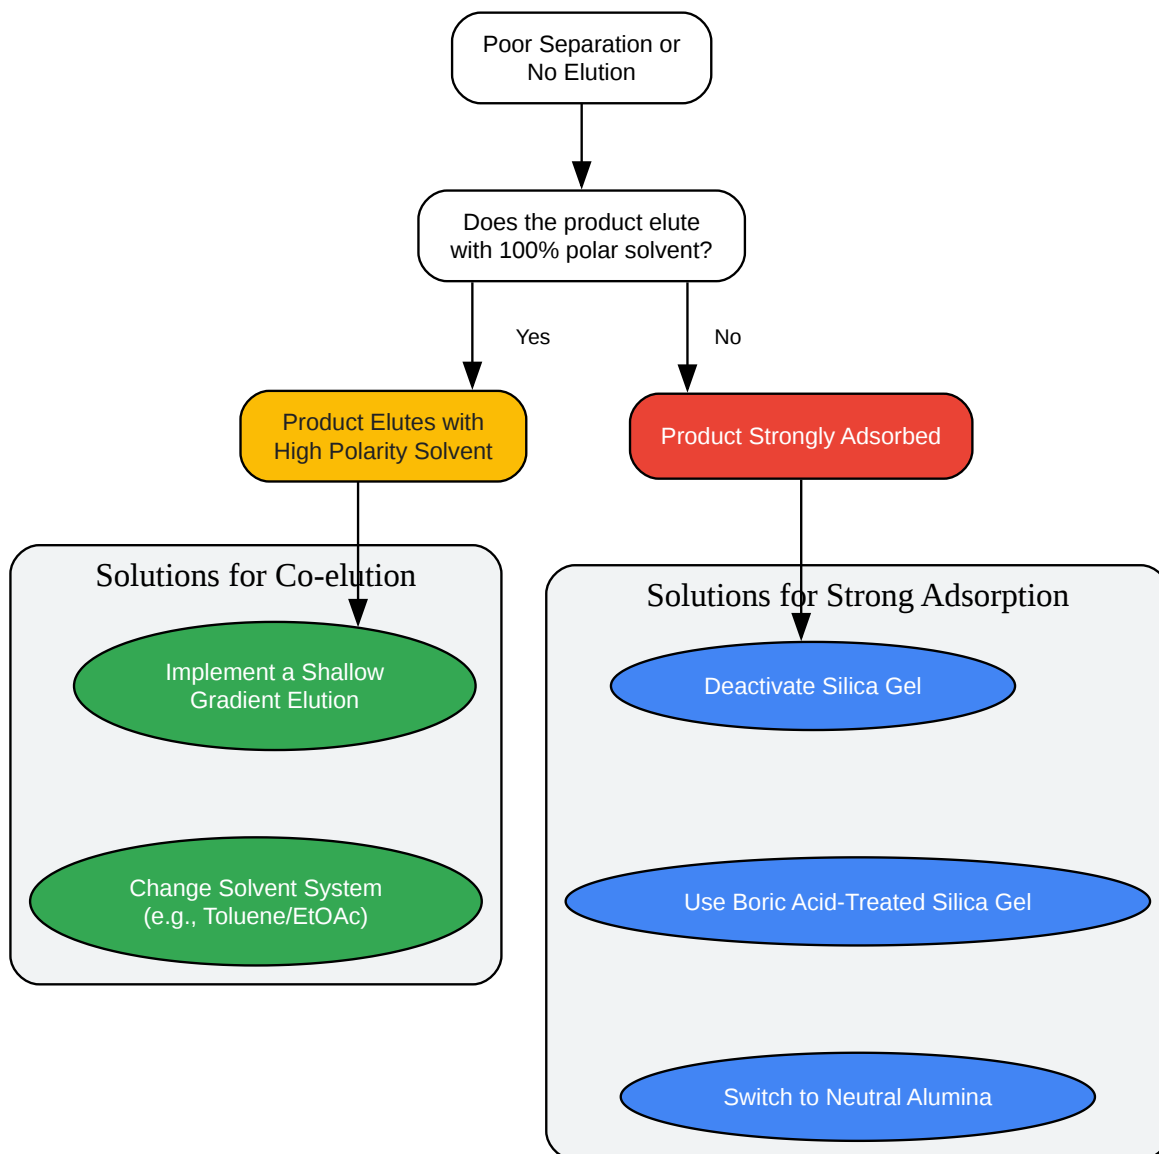 Poor Separation or
No Elution
Does the product elute
with 100% polar solvent?
Yes
No
Product Elutes with
High Polarity Solvent
Product Strongly Adsorbed
Solutions for Co-elution
Implement a Shallow
Gradient Elution
Change Solvent System
(e.g., Toluene/EtOAc)
Solutions for Strong Adsorption
Deactivate Silica Gel
Use Boric Acid-Treated Silica Gel
Switch to Neutral Alumina